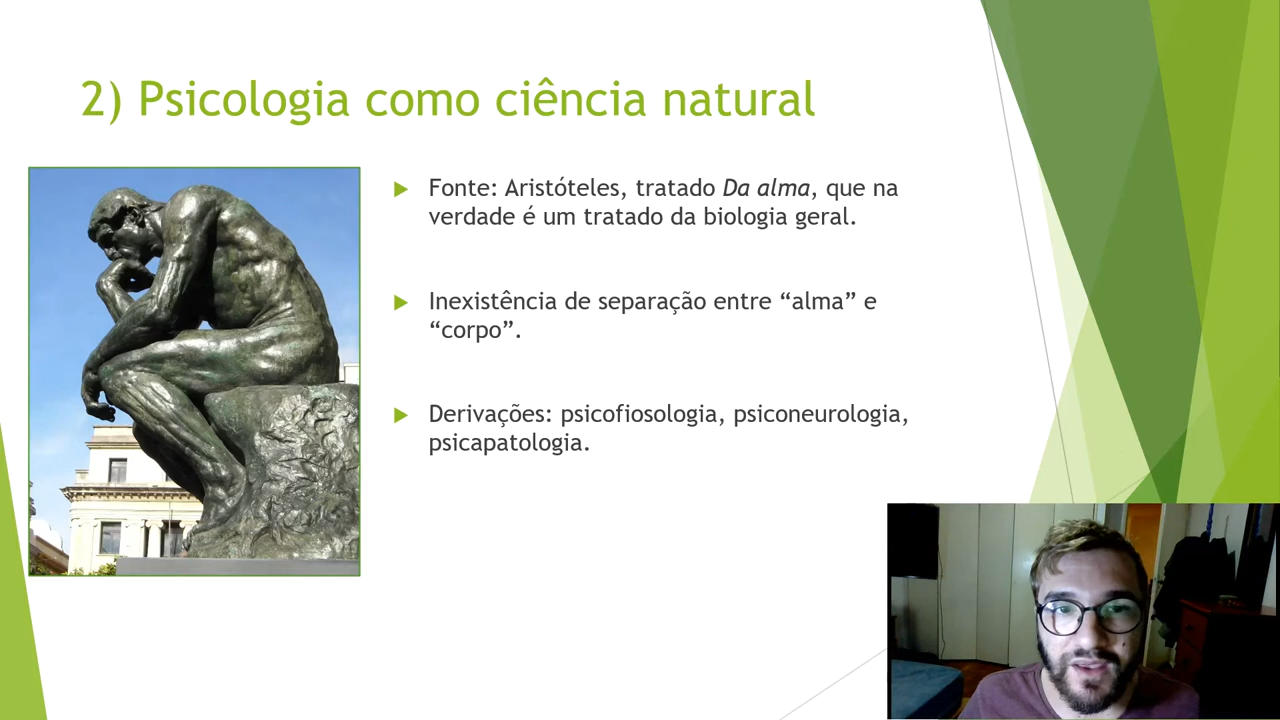 2) Psicologia como ciência natural
Fonte: Aristóteles, tratado Da alma, que na
verdade é um tratado da biologia geral.
Inexistência de separação entre “alma” e
“corpo”.
Derivações: psicofiosologia, psiconeurologia,
psicapatologia.